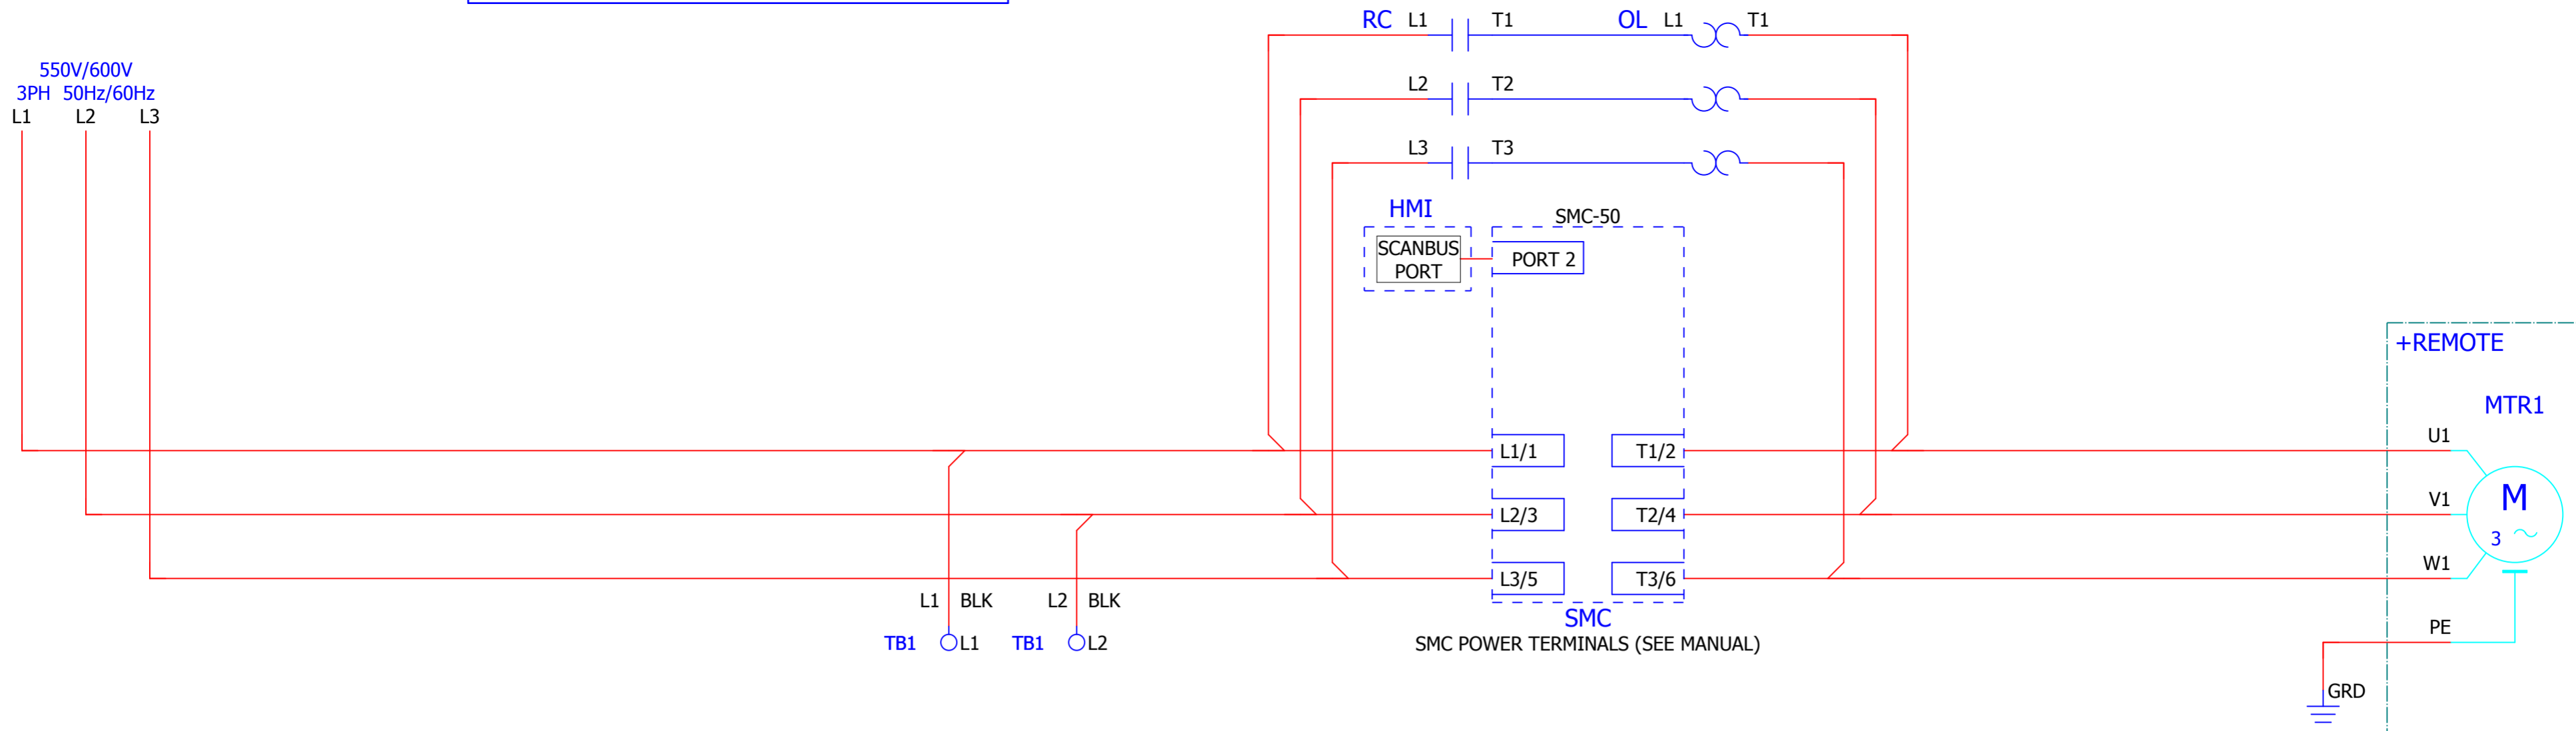 RC L1 T1 OL L1 T1
550V/600V
3PH 50Hz/60Hz
L1 L2 L3
L2 T2
L3 T3
HMI
SMC-50
SCANBUS
PORT
PORT 2
+REMOTE
MTR1
U1
L1/1 T1/2
M
3
V1
L2/3 T2/4
W1
L3/5 T3/6
L1 BLK L2 BLK
SMC
PE
TB1 L1 TB1 L2
SMC POWER TERMINALS (SEE MANUAL)
GRD